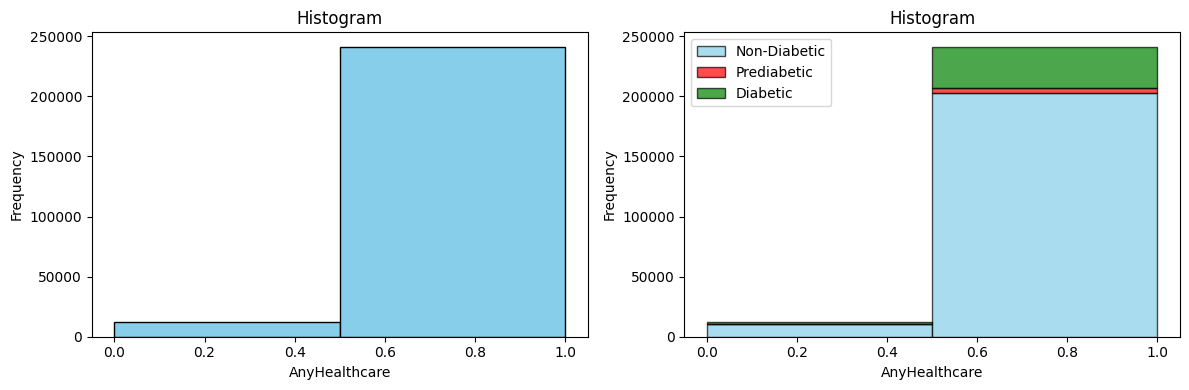 Histogram
250000
200000
150000
100000
50000
0
Frequency
0.0 0.2 0.4 0.6 0.8 1.0
AnyHealthcare
Histogram
Non-Diabetic
Prediabetic
Diabetic
250000
200000
150000
100000
50000
0
Frequency
0.0 0.2 0.4 0.6 0.8 1.0
AnyHealthcare